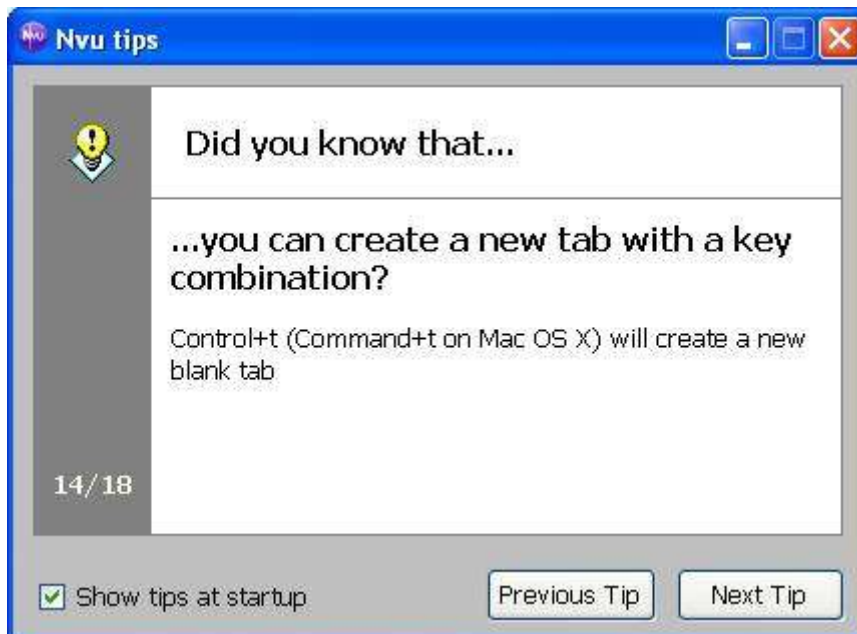 Nvu tips
Did you know that...
...you can create a new tab with a key
combination?
Control+t (Command+t on Mac OS X) will create a new
blank tab
14/18
Show tips at startup
Previous Tip
Next Tip